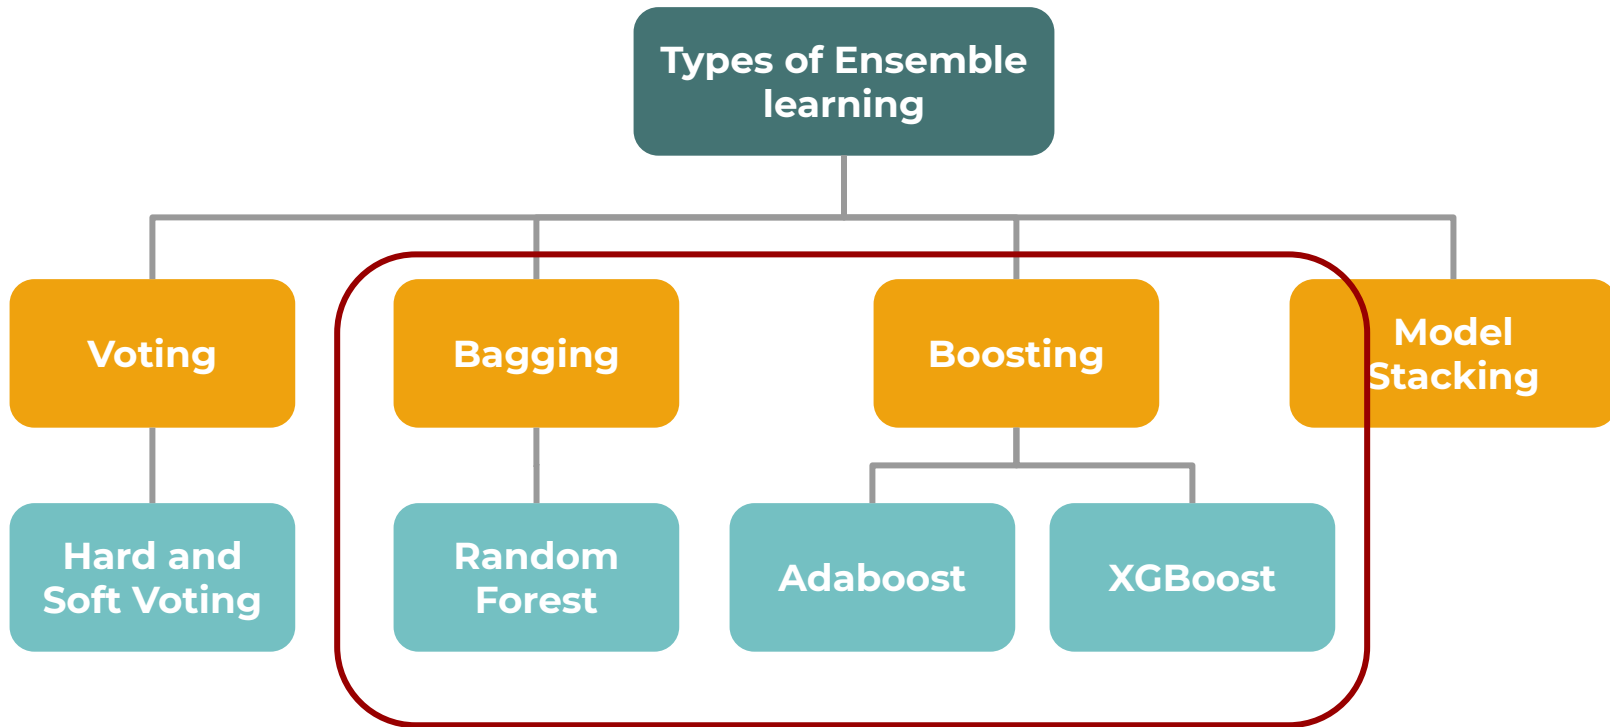 Types of Ensemble
learning
Voting
Bagging
Boosting
Model
Stacking
Hard and
Soft Voting
Random
Forest
Adaboost
XGBoost